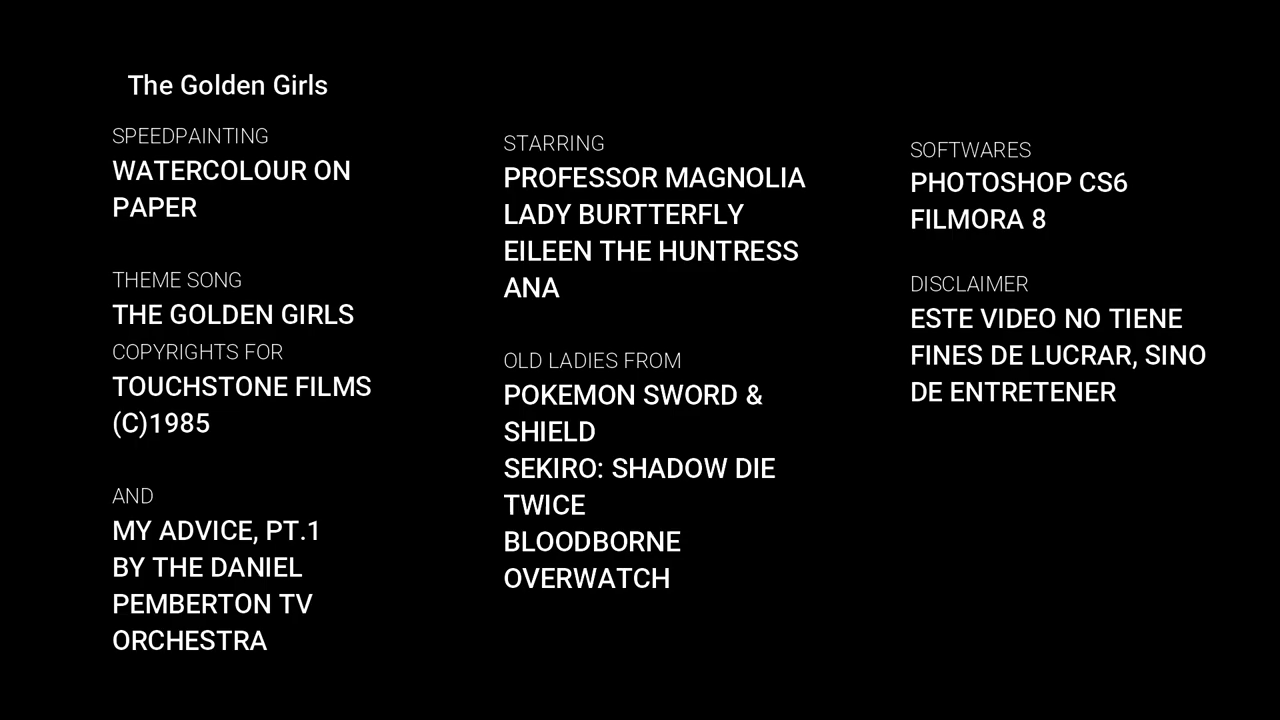 The Golden Girls
SPEEDPAINTING
WATERCOLOUR ON
PAPER
THEME SONG
THE GOLDEN GIRLS
COPYRIGHTS FOR
TOUCHSTONE FILMS
(C)1985
AND
MY ADVICE, PT.1
BY THE DANIEL
PEMBERTON TV
ORCHESTRA
STARRING
PROFESSOR MAGNOLIA
LADY BURTTERFLY
EILEEN THE HUNTRESS
ANA
OLD LADIES FROM
POKEMON SWORD &
SHIELD
SEKIRO: SHADOW DIE
TWICE
BLOODBORNE
OVERWATCH
SOFTWARES
PHOTOSHOP CS6
FILMORA 8
DISCLAIMER
ESTE VIDEO NO TIENE
FINES DE LUCRAR, SINO
DE ENTRETENER